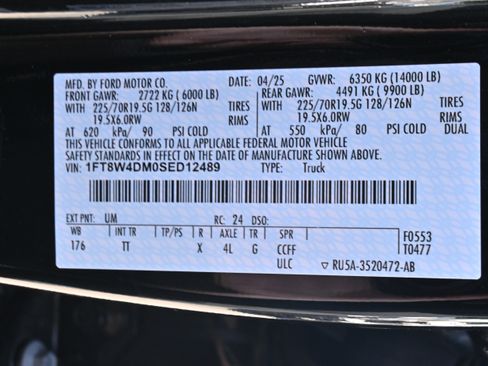 MFD. BY FORD MOTOR CO. DATE: 04/25 GVWR: 6350 KG (14000 LB)
FRONT GAWR: 2722 KG (6000 LB) REAR GAWR: 4491 KG (9900 LB)
WITH 225/70R19.5G 128/126N TIRES WITH 225/70R19.5G 128/126N TIRES
19.5X6.0RW RIMS 19.5X6.0RW RIMS
AT 620 kPa/ 90 PSI COLD AT 550 kPa/ 80 PSI COLD DUAL
THIS VEHICLE CONFORMS TO ALL APPLICABLE FEDERAL MOTOR VEHICLE
SAFETY STANDARDS IN EFFECT ON THE DATE OF MANUFACTURE SHOWN ABOVE.
VIN: 1FT8W4DM0SED12489 TYPE: Truck
EXT PNT: UM RC: 24 DSO:
WB INT TR TP/PS R AXLE TR SPR F0553
176 TT X 4L G CCFF T0477
ULC ▽ RU5A-3520472-AB